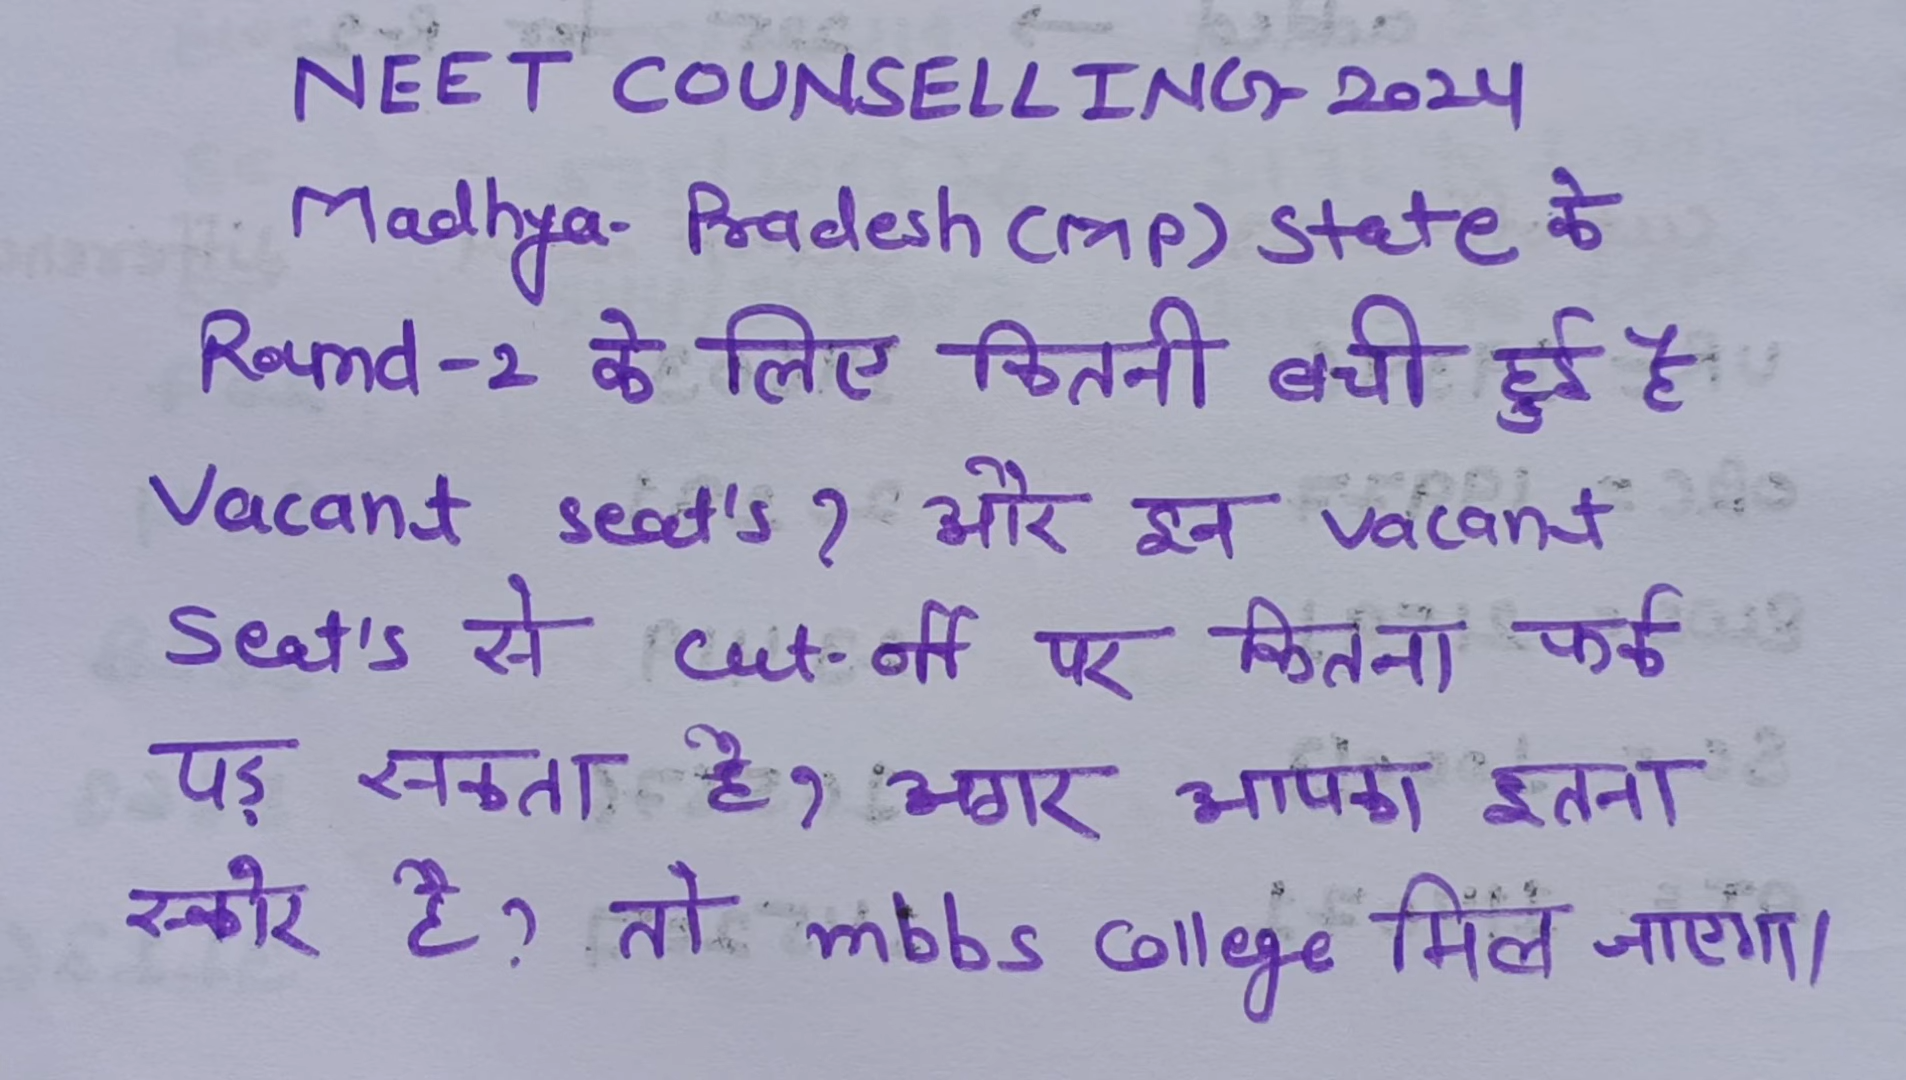 NEET COUNSELLING 2024
Madhya- Pradesh (MP) State के
Round-2 के लिए कितनी बची हुई है
Vacant seat's ? और इन vacant
Seat's से cut-off पर कितना फर्क
पड़ सकता है ? अगर आपका इतना
स्कोर है ? तो mbbs college मिल जाएगा।